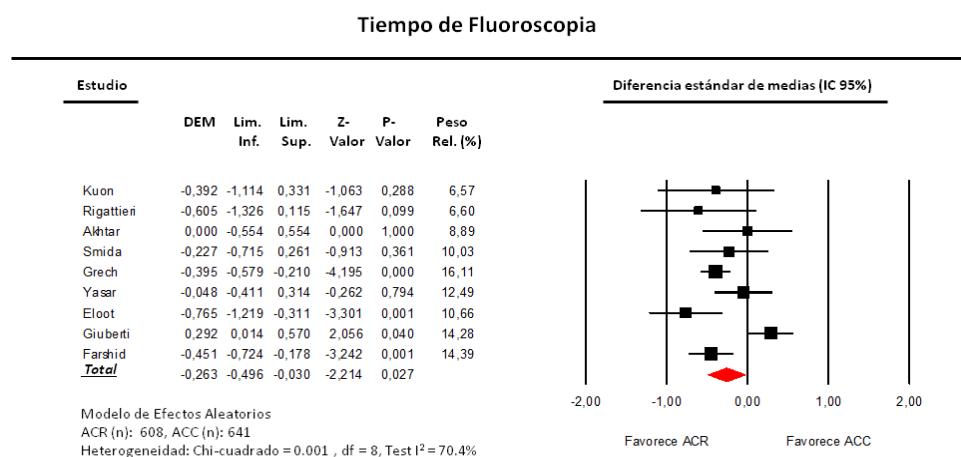 Tiempo de Fluoroscopia
Estudio
Diferencia estándar de medias (IC 95%)
DEM Lim. Inf. Lim. Sup. Z-Valor P-Valor Peso Rel. (%)
Kuon -0,392 -1,114 0,331 -1,063 0,288 6,57
Rigattieri -0,605 -1,326 0,115 -1,647 0,099 6,60
Akhtar 0,000 -0,554 0,554 0,000 1,000 8,89
Smida -0,227 -0,715 0,261 -0,913 0,361 10,03
Grech -0,395 -0,579 -0,210 -4,195 0,000 16,11
Yasar -0,048 -0,411 0,314 -0,262 0,794 12,49
Eloot -0,765 -1,219 -0,311 -3,301 0,001 10,66
Giuberti 0,292 0,014 0,570 2,056 0,040 14,28
Farshid -0,451 -0,724 -0,178 -3,242 0,001 14,39
Total -0,263 -0,496 -0,030 -2,214 0,027
-2,00 -1,00 0,00 1,00 2,00
Favorece ACR Favorece ACC
Modelo de Efectos Aleatorios
ACR (n): 608, ACC (n): 641
Heterogeneidad: Chi-cuadrado = 0.001 , df = 8, Test I² = 70.4%